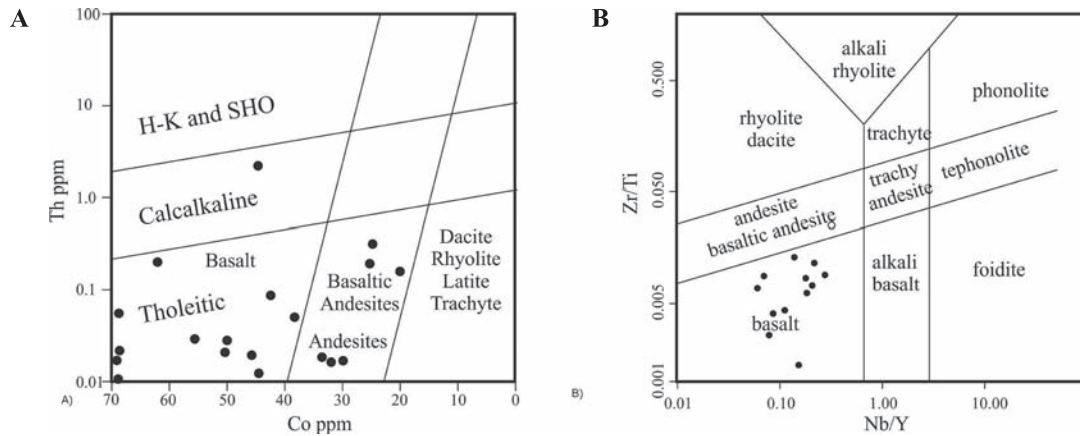 A
100
10
1.0
0.1
0.01
Th ppm
H-K and SHO
Calcalkaline
Basalt
Tholeitic
Basaltic
Andesites
Andesites
Dacite
Rhyolite
Latite
Trachyte
70
60
50
40
30
20
10
0
A)
Co ppm
B
0.500
0.050
0.005
0.001
Zr/Ti
alkali
rhyolite
phonolite
rhyolite
dacite
trachyte
trachy
andesite
tephonolite
andesite
basaltic andesite
alkali
basalt
foidite
basalt
0.01
0.10
1.00
10.00
B)
Nb/Y